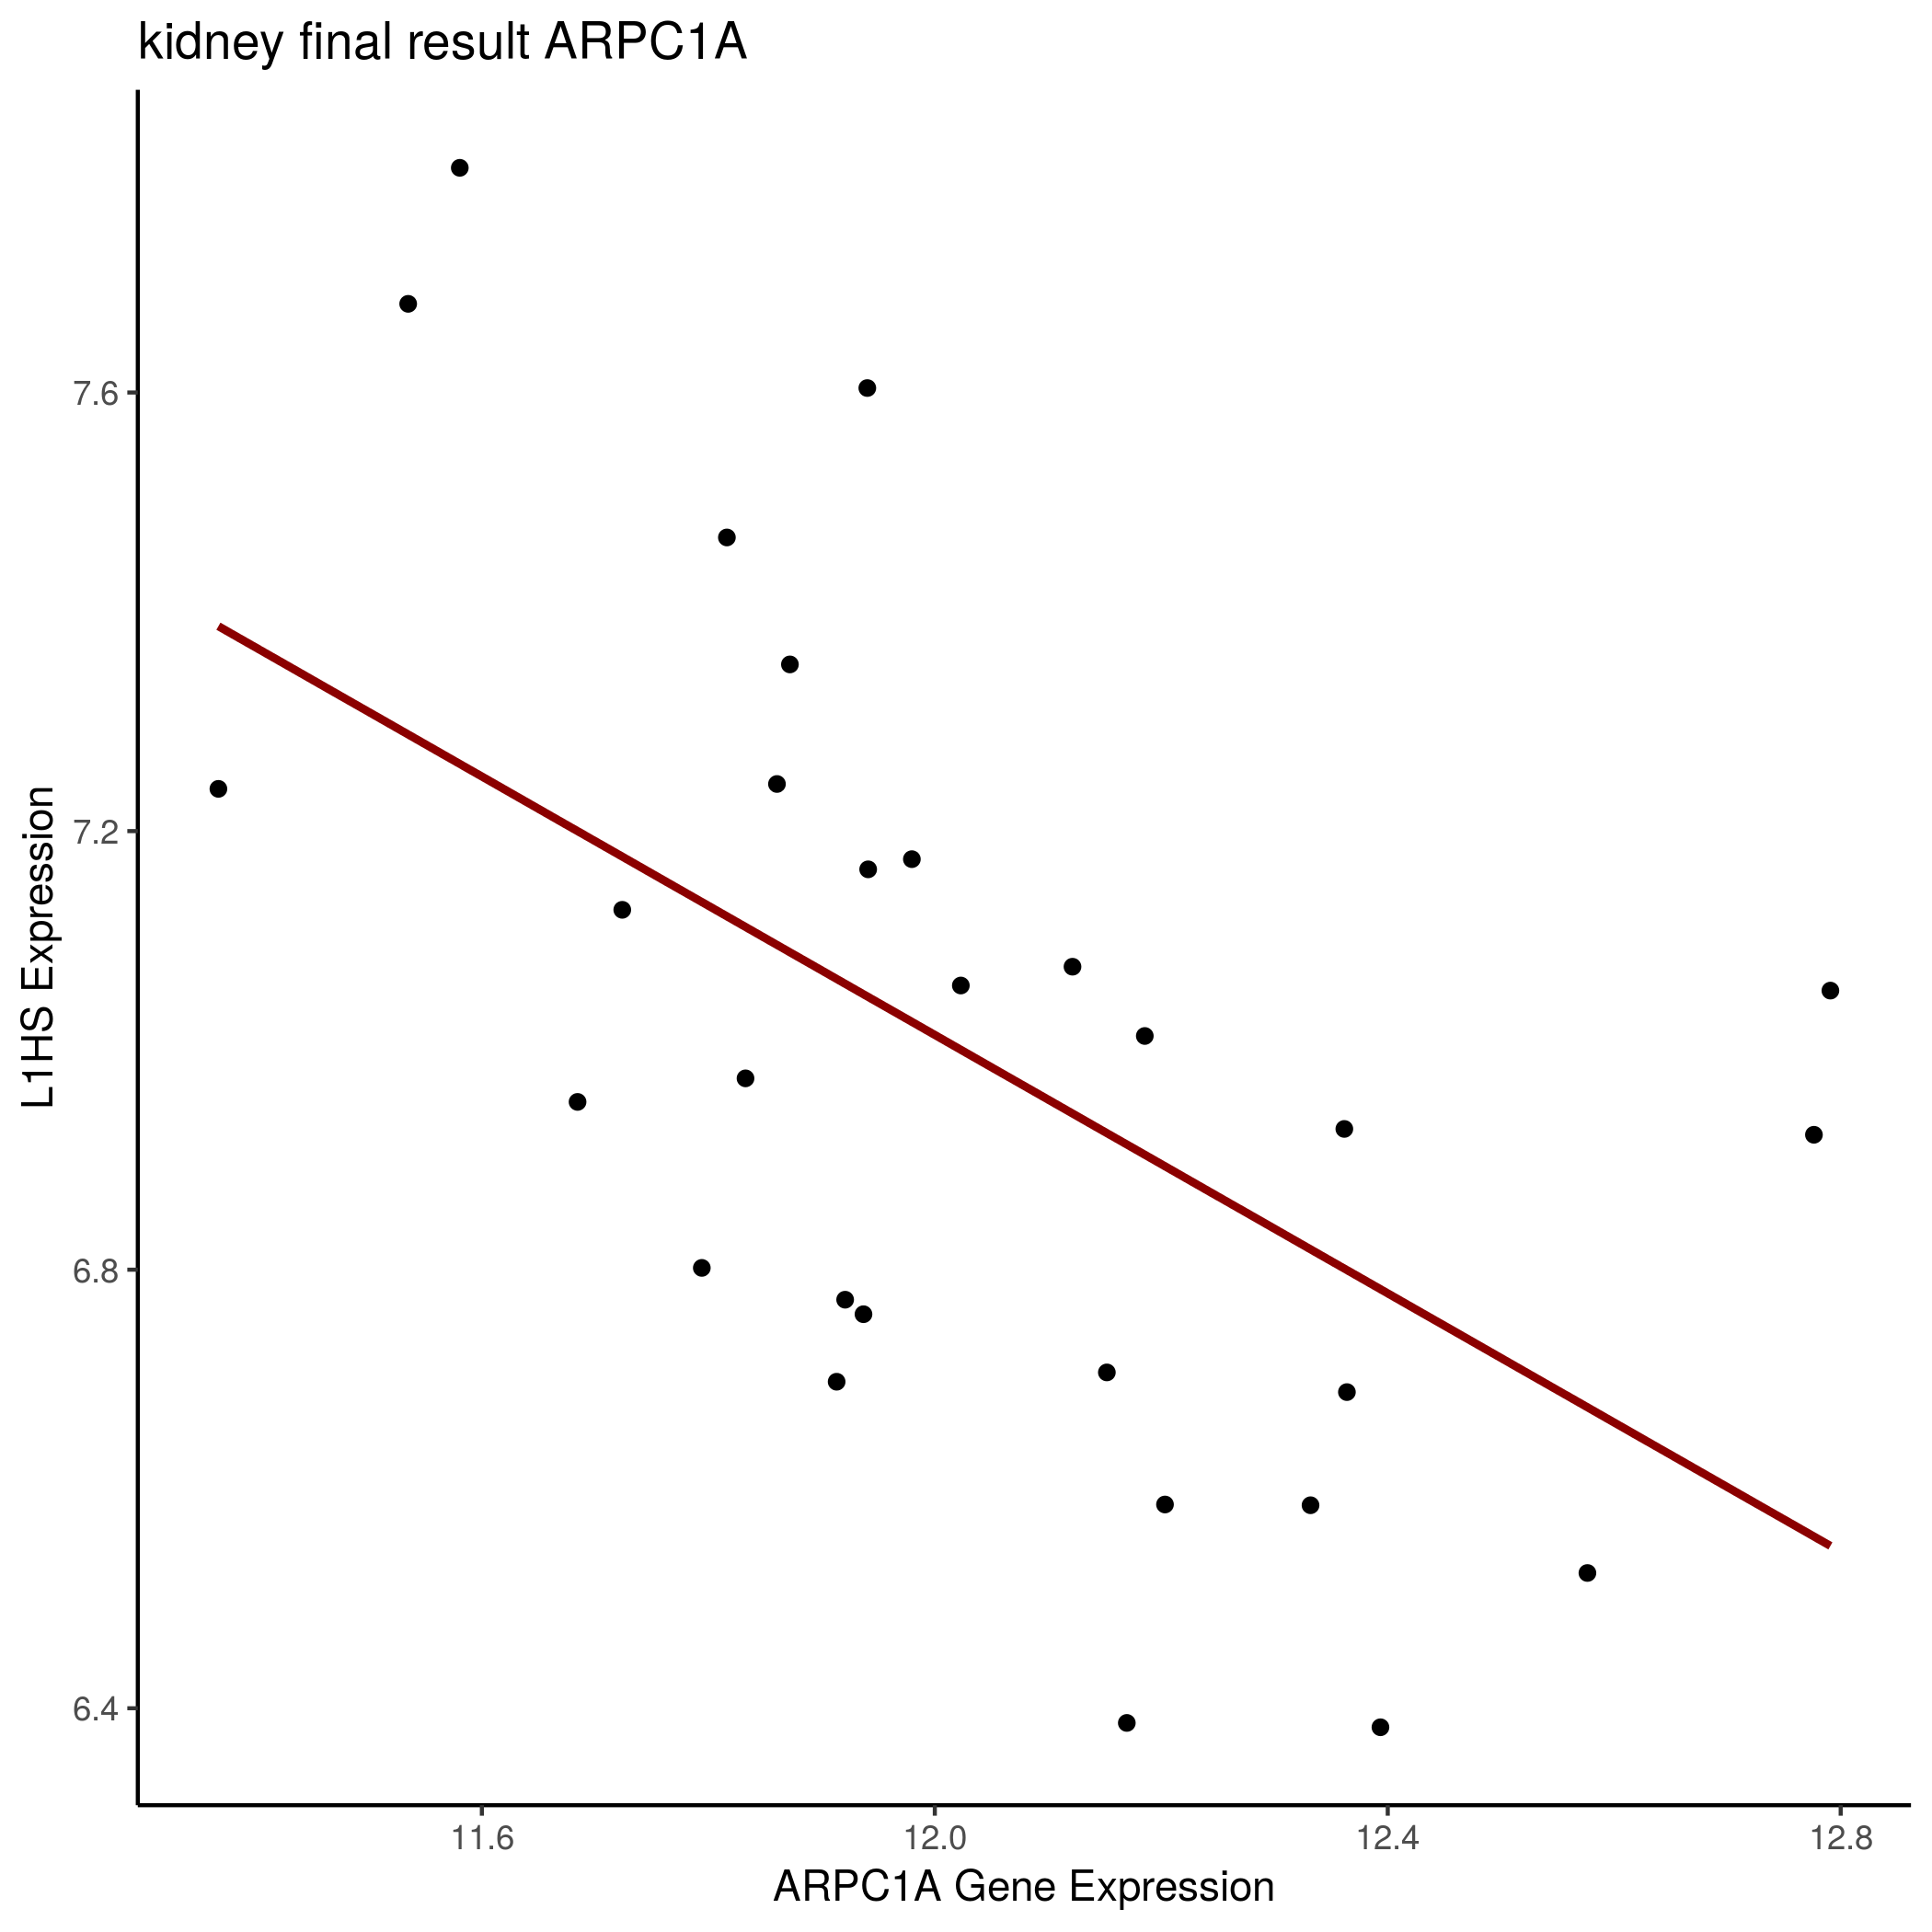 kidney final result ARPC1A
7.6
7.2
6.8
6.4
L1HS Expression
11.6 12.0 12.4 12.8
ARPC1A Gene Expression